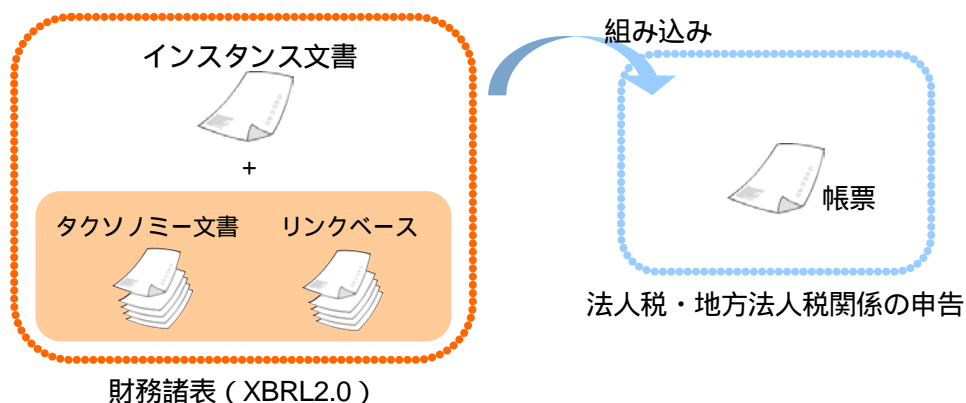 インスタンス文書
+
タクソノミー文書
リンクベース
財務諸表(XBRL2.0)
組み込み
帳票
法人税・地方法人税関係の申告